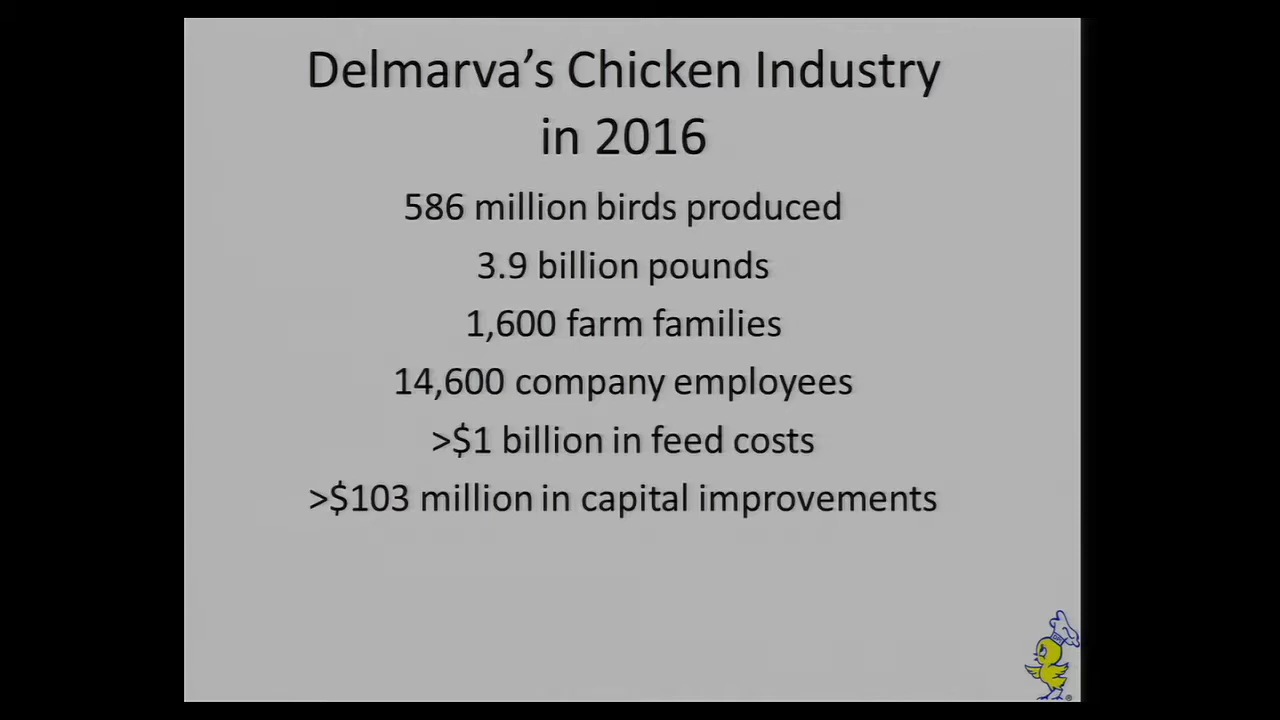 Delmarva’s Chicken Industry
in 2016
586 million birds produced
3.9 billion pounds
1,600 farm families
14,600 company employees
>$1 billion in feed costs
>$103 million in capital improvements
®